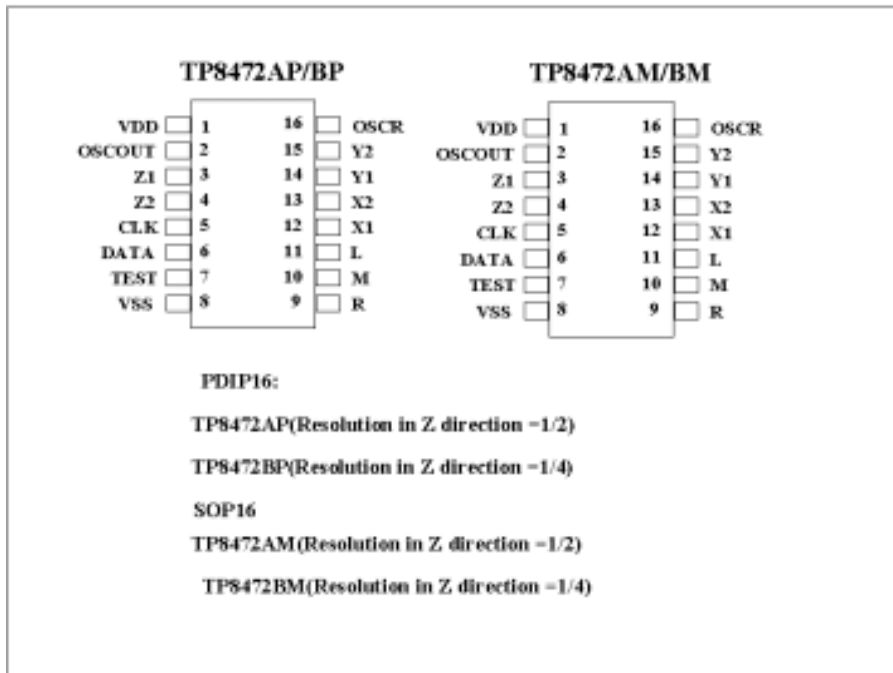 TP8472AP/BP
VDD 1 16 OSCR
OSCOUT 2 15 Y2
Z1 3 14 Y1
Z2 4 13 X2
CLK 5 12 X1
DATA 6 11 L
TEST 7 10 M
VSS 8 9 R
TP8472AM/BM
VDD 1 16 OSCR
OSCOUT 2 15 Y2
Z1 3 14 Y1
Z2 4 13 X2
CLK 5 12 X1
DATA 6 11 L
TEST 7 10 M
VSS 8 9 R
PDIP16:
TP8472AP(Resolution in Z direction =1/2)
TP8472BP(Resolution in Z direction =1/4)
SOP16
TP8472AM(Resolution in Z direction =1/2)
TP8472BM(Resolution in Z direction =1/4)